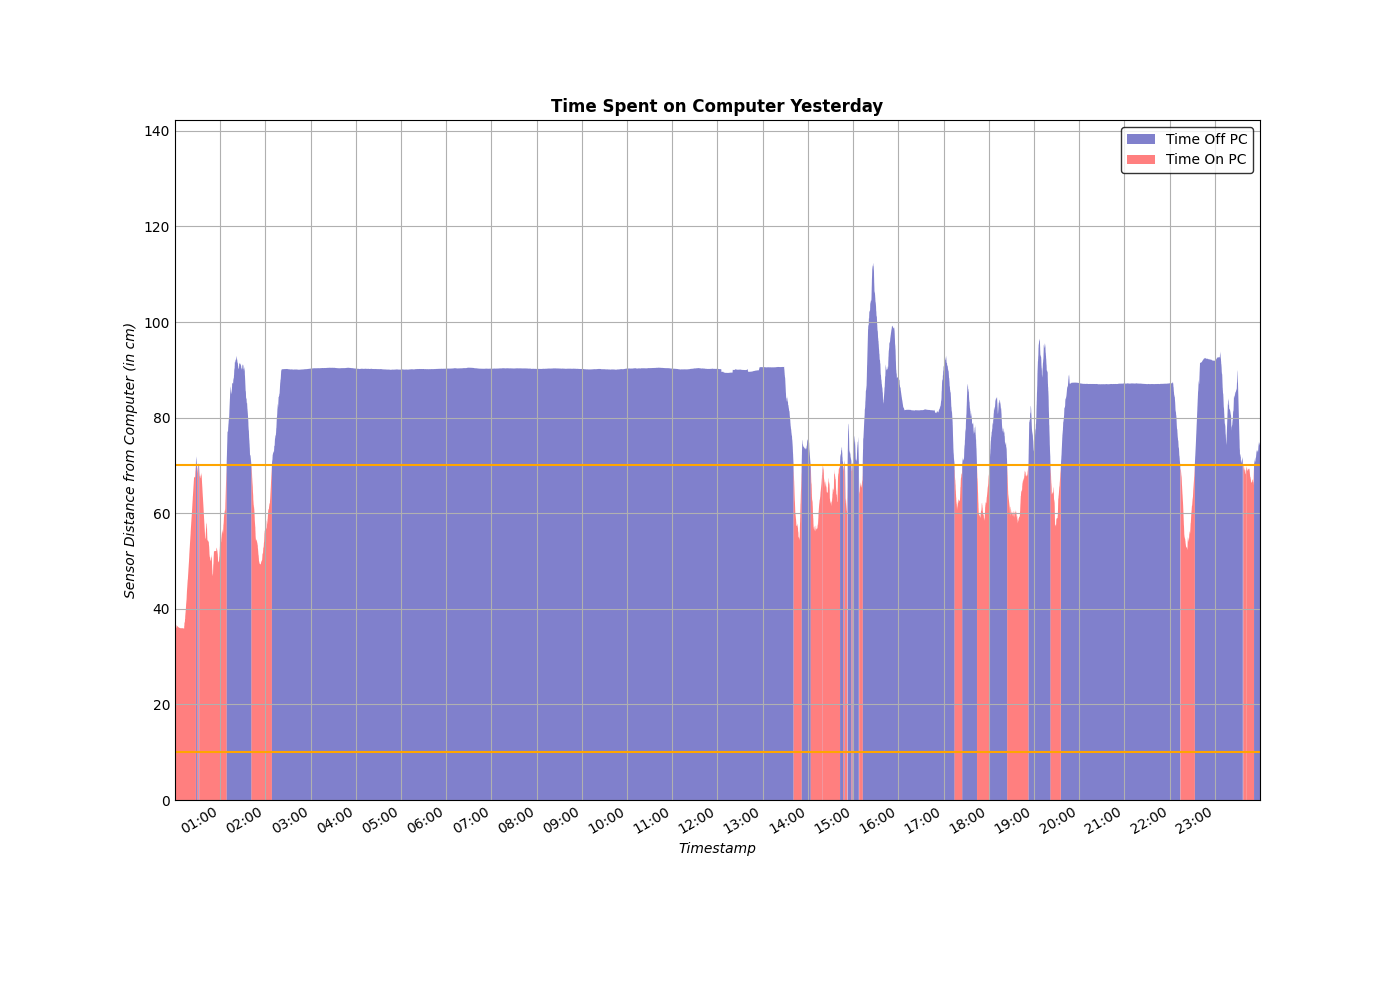 Time Spent on Computer Yesterday
Time Off PC
Time On PC
140
120
100
80
60
40
20
0
Sensor Distance from Computer (in cm)
01:00 02:00 03:00 04:00 05:00 06:00 07:00 08:00 09:00 10:00 11:00 12:00 13:00 14:00 15:00 16:00 17:00 18:00 19:00 20:00 21:00 22:00 23:00
Timestamp